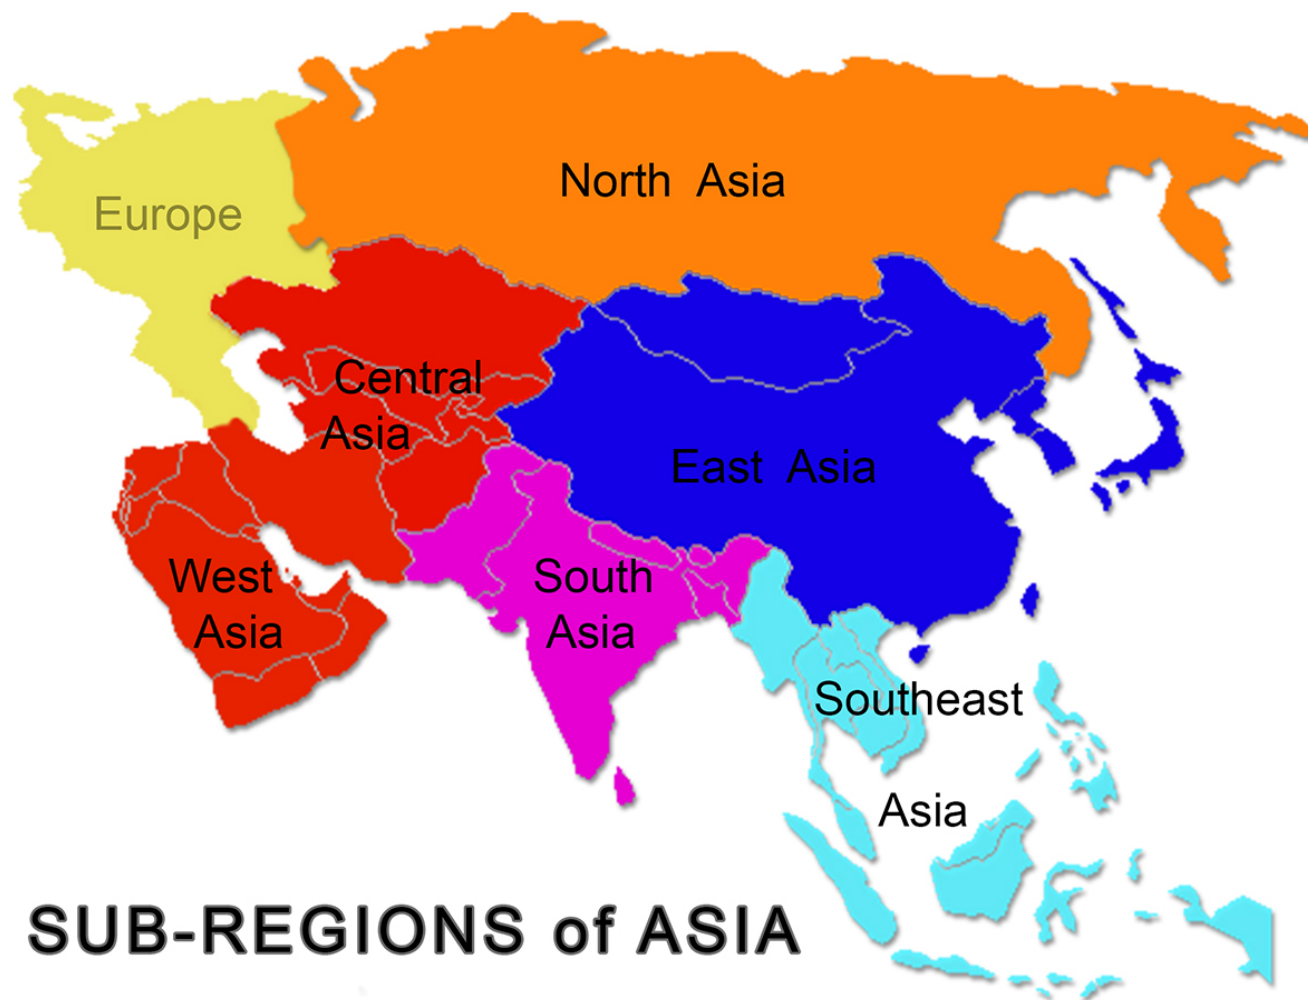 North Asia
Europe
Central
Asia
East Asia
West
Asia
South
Asia
Southeast
Asia
SUB-REGIONS of ASIA